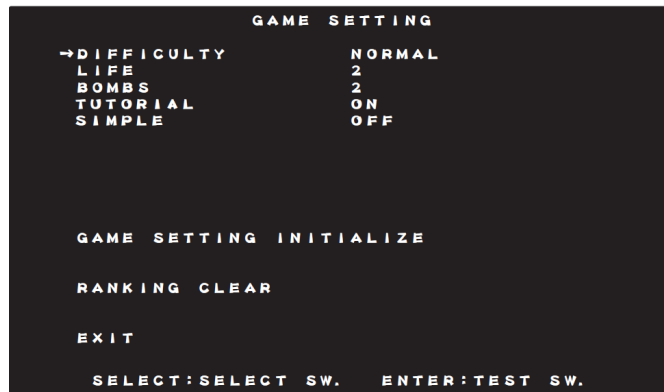 GAME SETTING
→DIFFICULTY NORMAL
LIFE 2
BOMBS 2
TUTORIAL ON
SIMPLE OFF
GAME SETTING INITIALIZE
RANKING CLEAR
EXIT
SELECT:SELECT SW. ENTER:TEST SW.